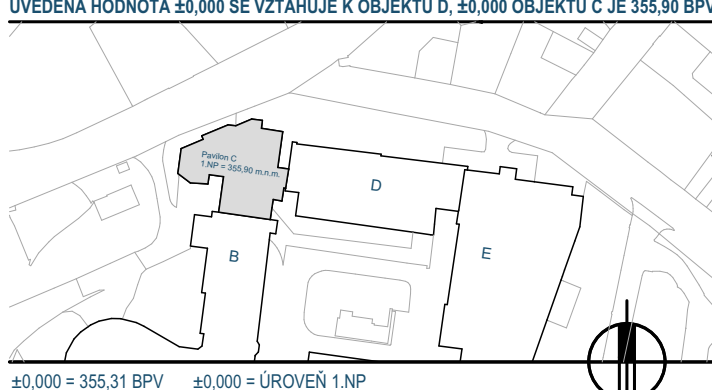 UVEDENÁ HODNOTA ±0,000 SE VZTAHUJE K OBJEKTU D, ±0,000 OBJEKTU C JE 355,90 BPV
Pavilon C
1.NP = 355,90 m.n.m.
D
B
E
±0,000 = 355,31 BPV ±0,000 = ÚROVEŇ 1.NP